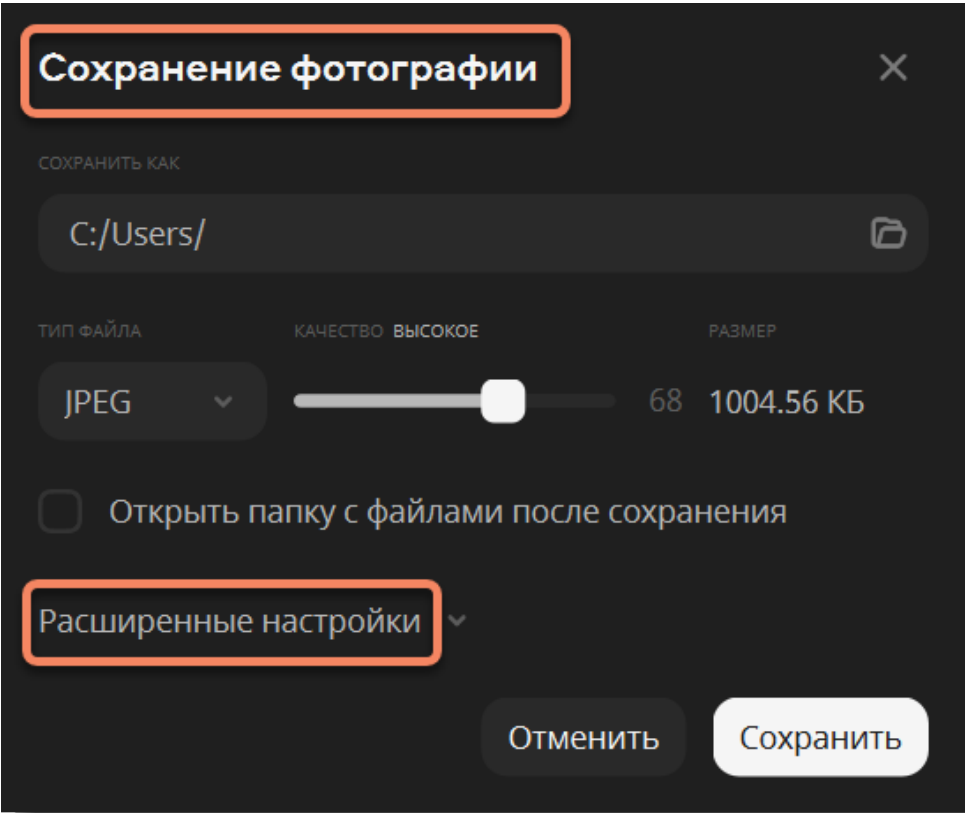 Сохранение фотографии
СОХРАНИТЬ КАК
C:/Users/
ТИП ФАЙЛА КАЧЕСТВО ВЫСОКОЕ РАЗМЕР
JPEG 68 1004.56 КБ
Открыть папку с файлами после сохранения
Расширенные настройки
Отменить Сохранить